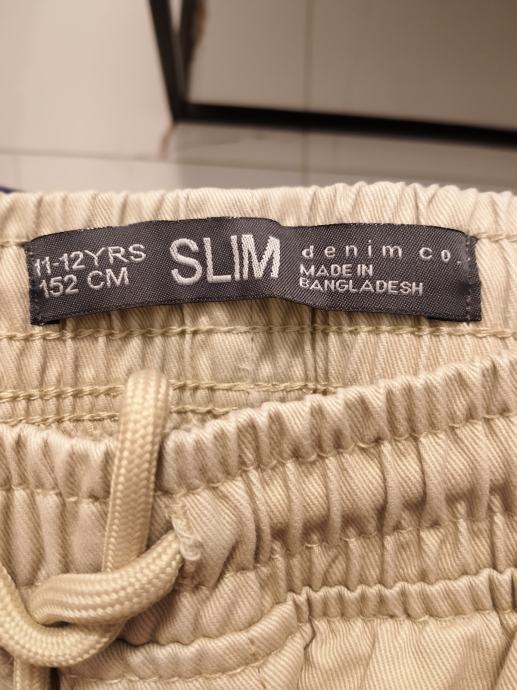 11-12YRS
152 CM
SLIM
denim co.
MADE IN
BANGLADESH